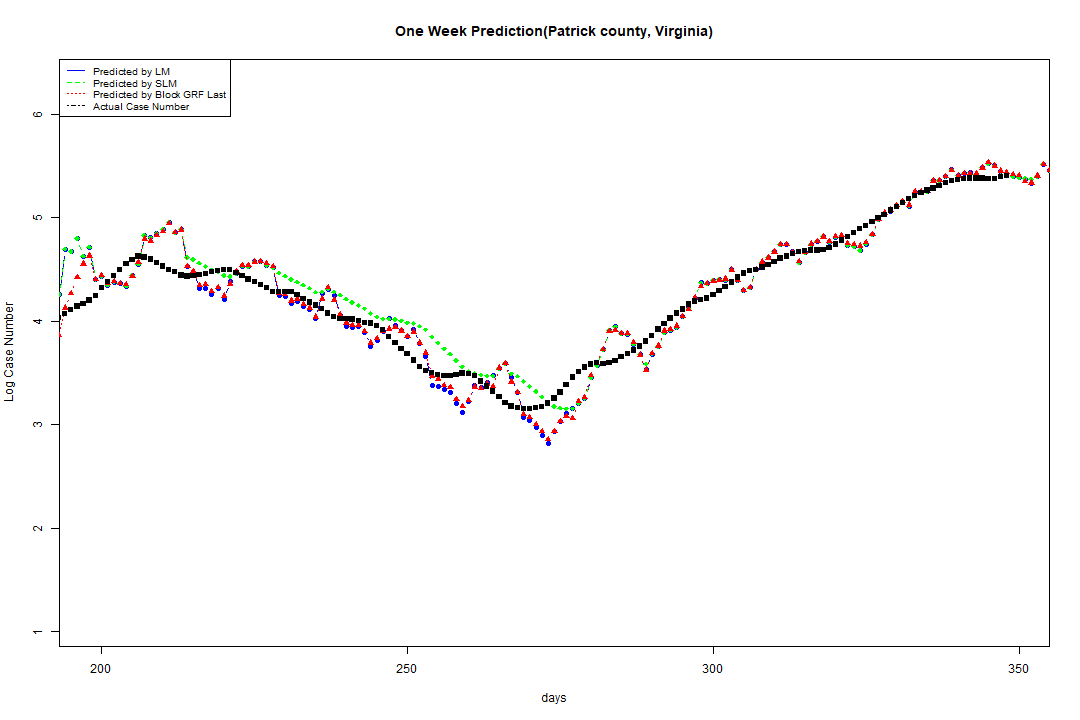 One Week Prediction(Patrick county, Virginia)
Predicted by LM
Predicted by SLM
Predicted by Block GRF Last
Actual Case Number
6
5
4
3
2
1
Log Case Number
200
250
300
350
days